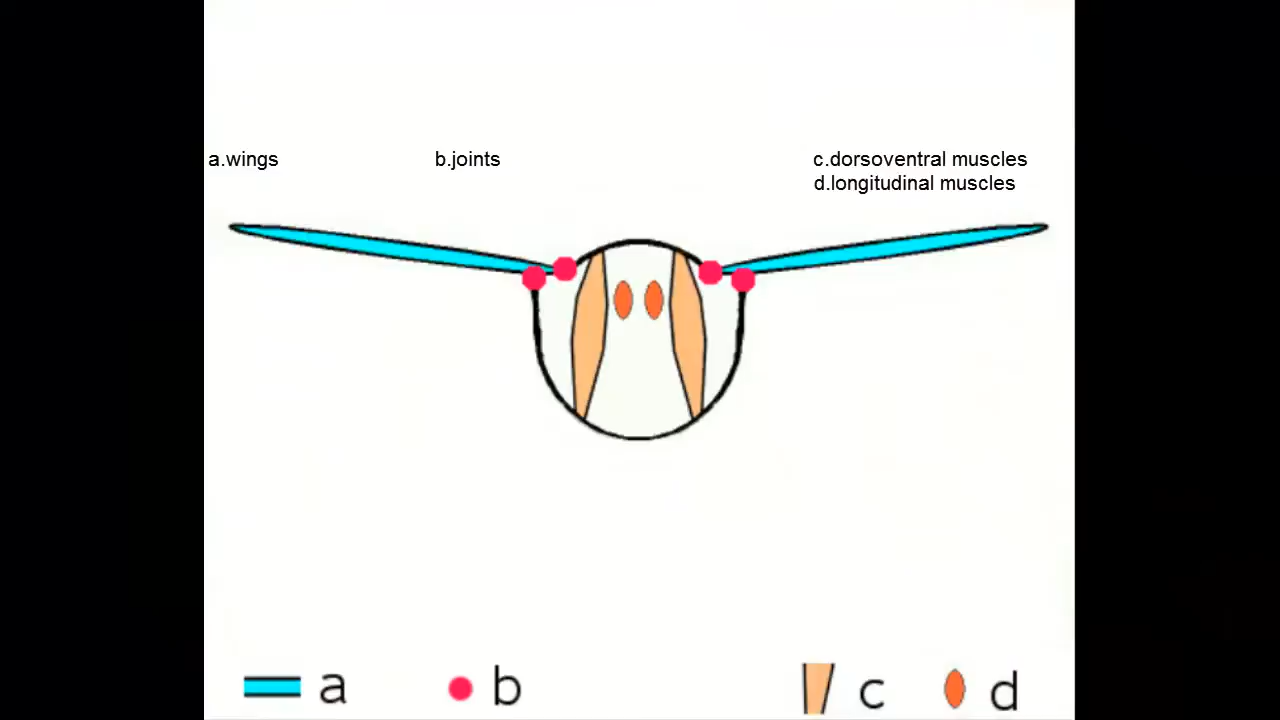 a.wings
b.joints
c.dorsoventral muscles
d.longitudinal muscles
a
b
c
d